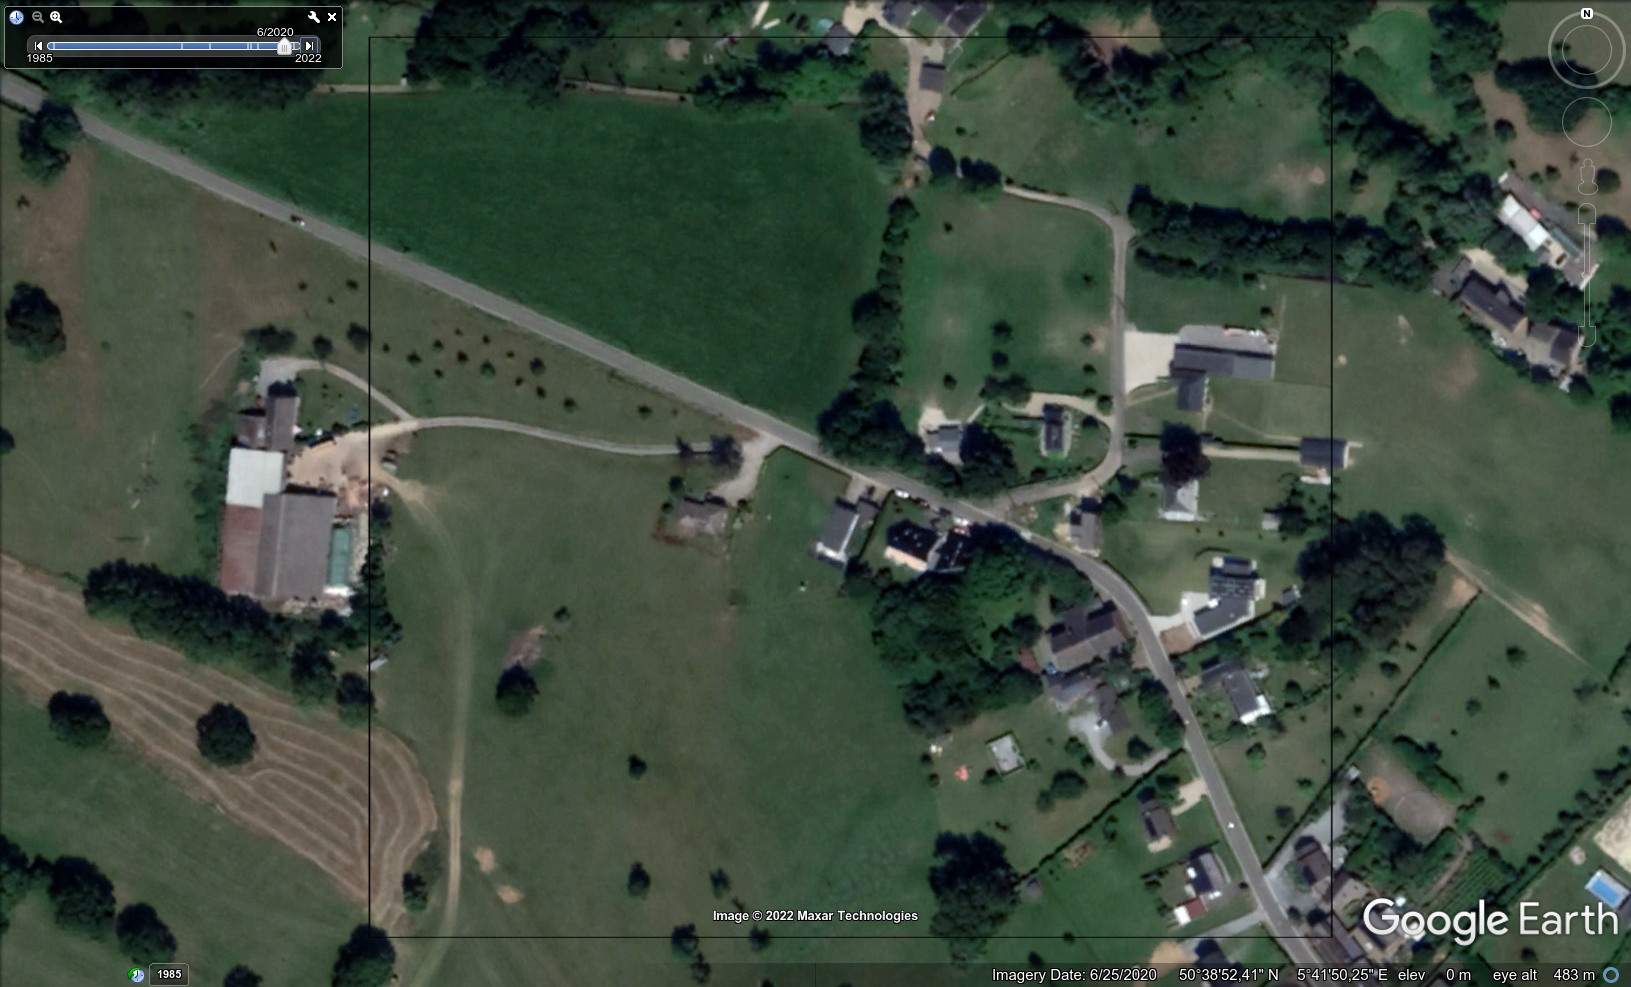 6/2020
1985
2022
N
Image © 2022 Maxar Technologies
Google Earth
1985
Imagery Date: 6/25/2020 50°38'52,41" N 5°41'50,25" E elev 0 m eye alt 483 m